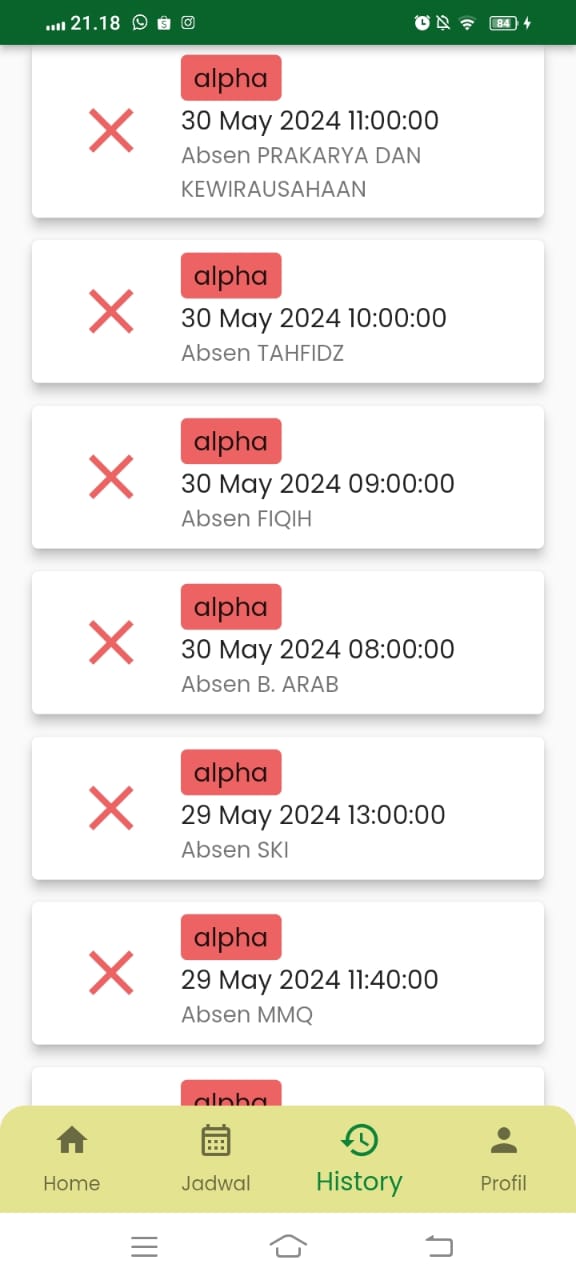 21.18
84
alpha
30 May 2024 11:00:00
Absen PRAKARYA DAN
KEWIRAUSAHAAN
alpha
30 May 2024 10:00:00
Absen TAHFIDZ
alpha
30 May 2024 09:00:00
Absen FIQIH
alpha
30 May 2024 08:00:00
Absen B. ARAB
alpha
29 May 2024 13:00:00
Absen SKI
alpha
29 May 2024 11:40:00
Absen MMQ
alpha
Home Jadwal History Profil